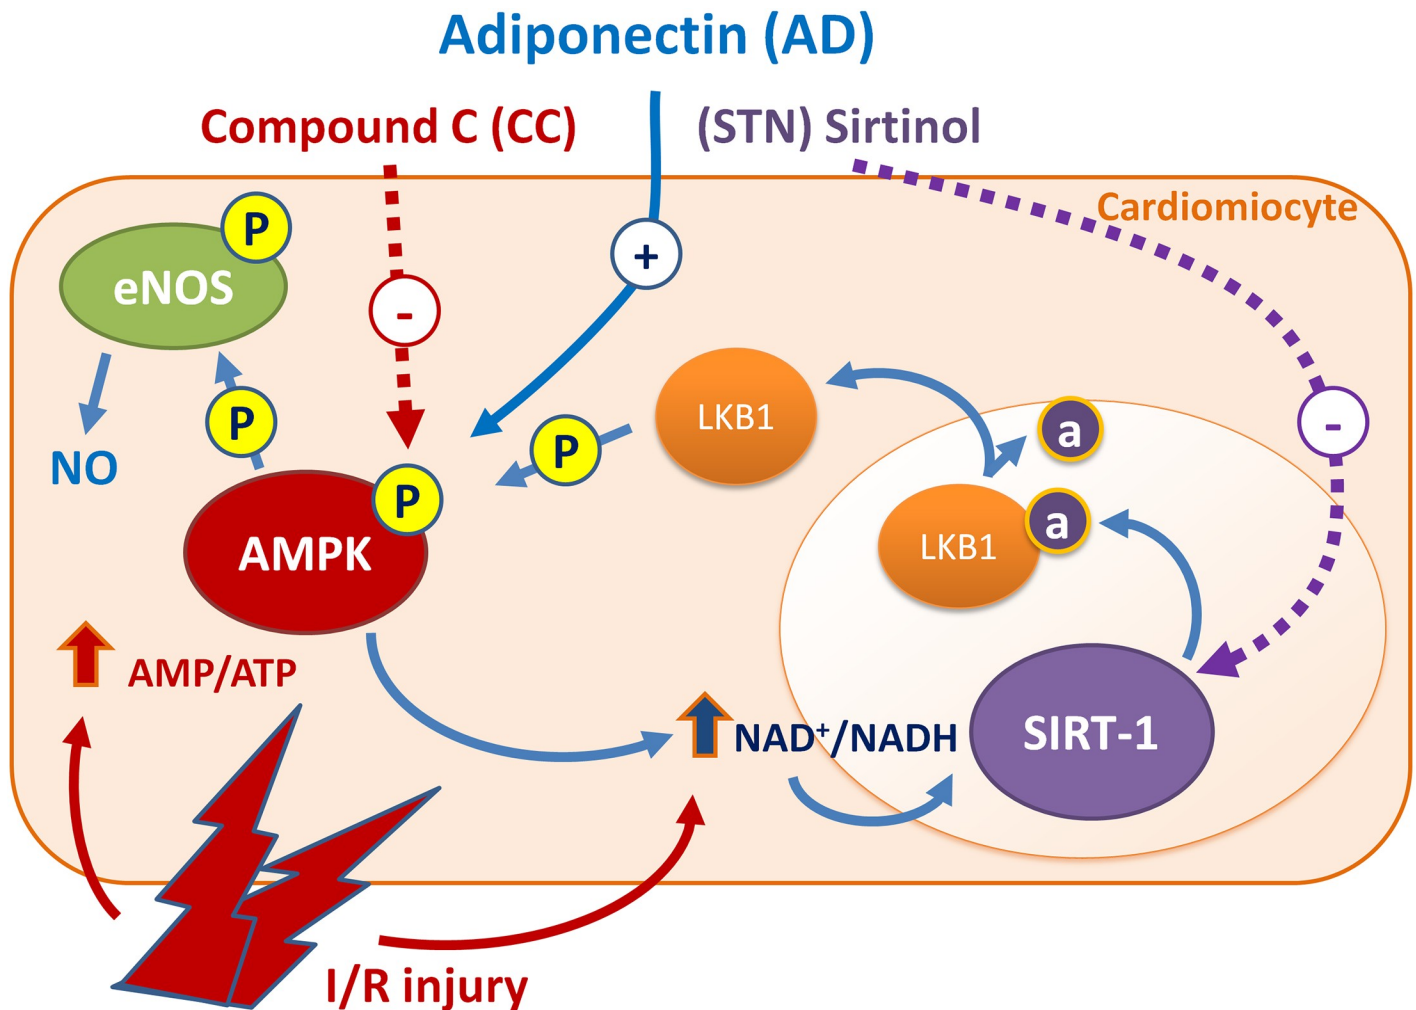 Adiponectin (AD)
Compound C (CC)
(STN) Sirtinol
Cardiomiocyte
P
eNOS
+
-
P
NO
P
LKB1
a
-
P
AMPK
LKB1
a
AMP/ATP
NAD⁺/NADH
SIRT-1
I/R injury